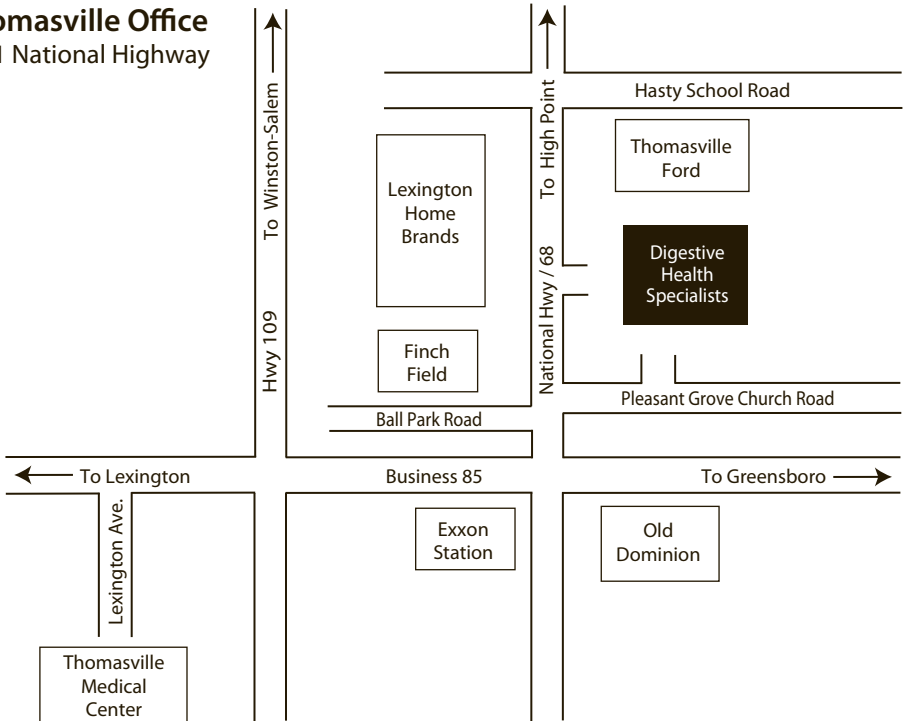 Office
National Highway
Hasty School Road
To Winston-Salem
To High Point
Thomasville
Ford
Lexington
Home
Brands
Digestive
Health
Specialists
National Hwy / 68
Hwy 109
Finch
Field
Pleasant Grove Church Road
Ball Park Road
To Lexington
Business 85
To Greensboro
Lexington Ave.
Exxon
Station
Old
Dominion
Thomasville
Medical
Center